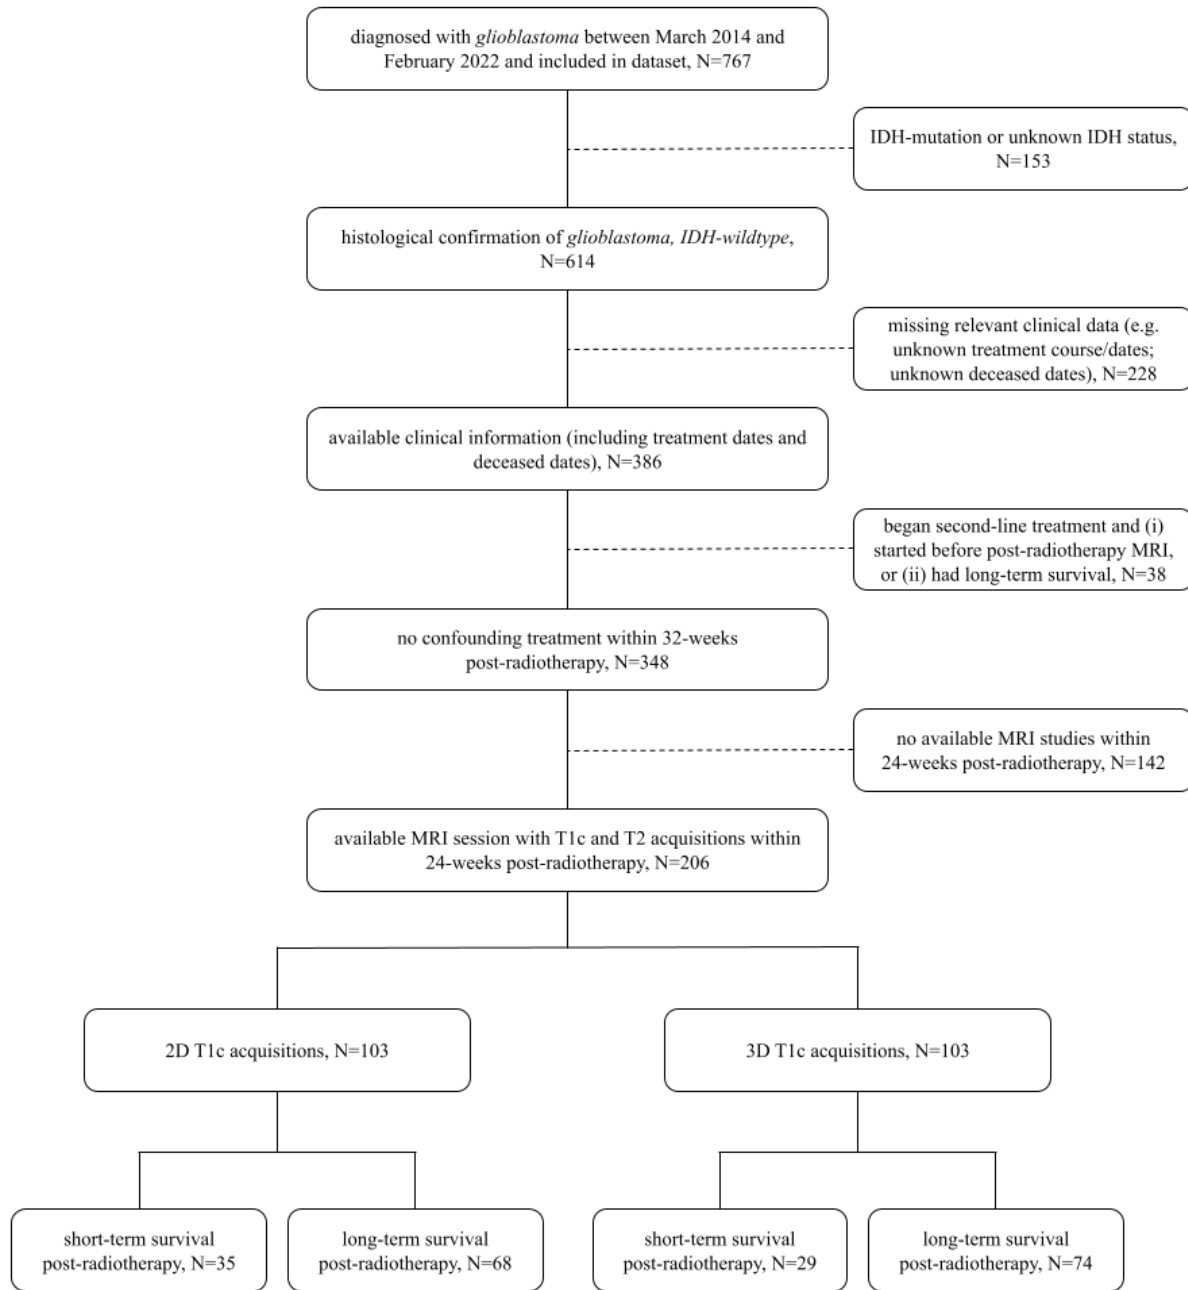 diagnosed with glioblastoma between March 2014 and
February 2022 and included in dataset, N=767
IDH-mutation or unknown IDH status,
N=153
histological confirmation of glioblastoma, IDH-wildtype,
N=614
missing relevant clinical data (e.g.
unknown treatment course/dates;
unknown deceased dates), N=228
available clinical information (including treatment dates and
deceased dates), N=386
began second-line treatment and (i)
started before post-radiotherapy MRI,
or (ii) had long-term survival, N=38
no confounding treatment within 32-weeks
post-radiotherapy, N=348
no available MRI studies within
24-weeks post-radiotherapy, N=142
available MRI session with T1c and T2 acquisitions within
24-weeks post-radiotherapy, N=206
2D T1c acquisitions, N=103
3D T1c acquisitions, N=103
short-term survival
post-radiotherapy, N=35
long-term survival
post-radiotherapy, N=68
short-term survival
post-radiotherapy, N=29
long-term survival
post-radiotherapy, N=74